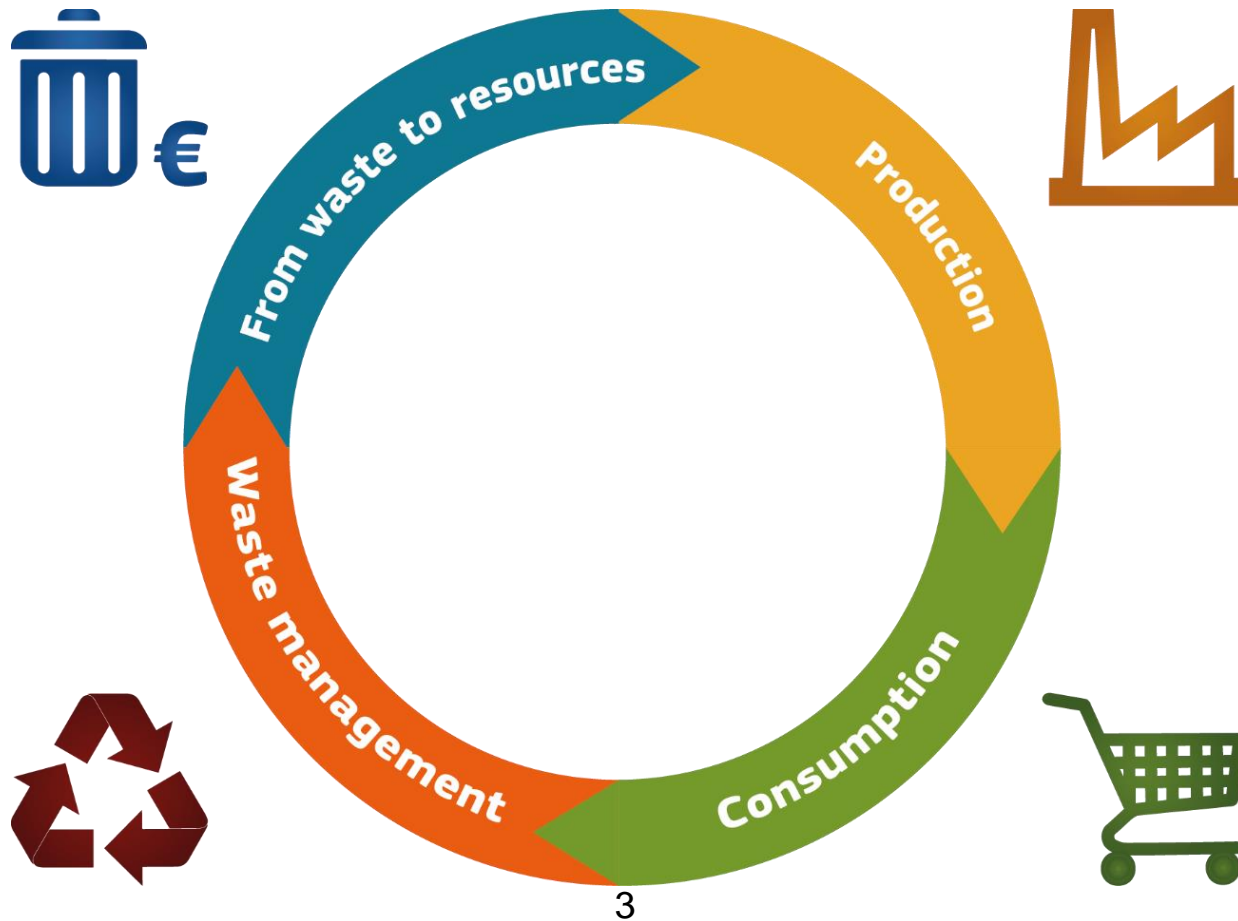 From waste to resources
Production
Consumption
Waste management
€
3